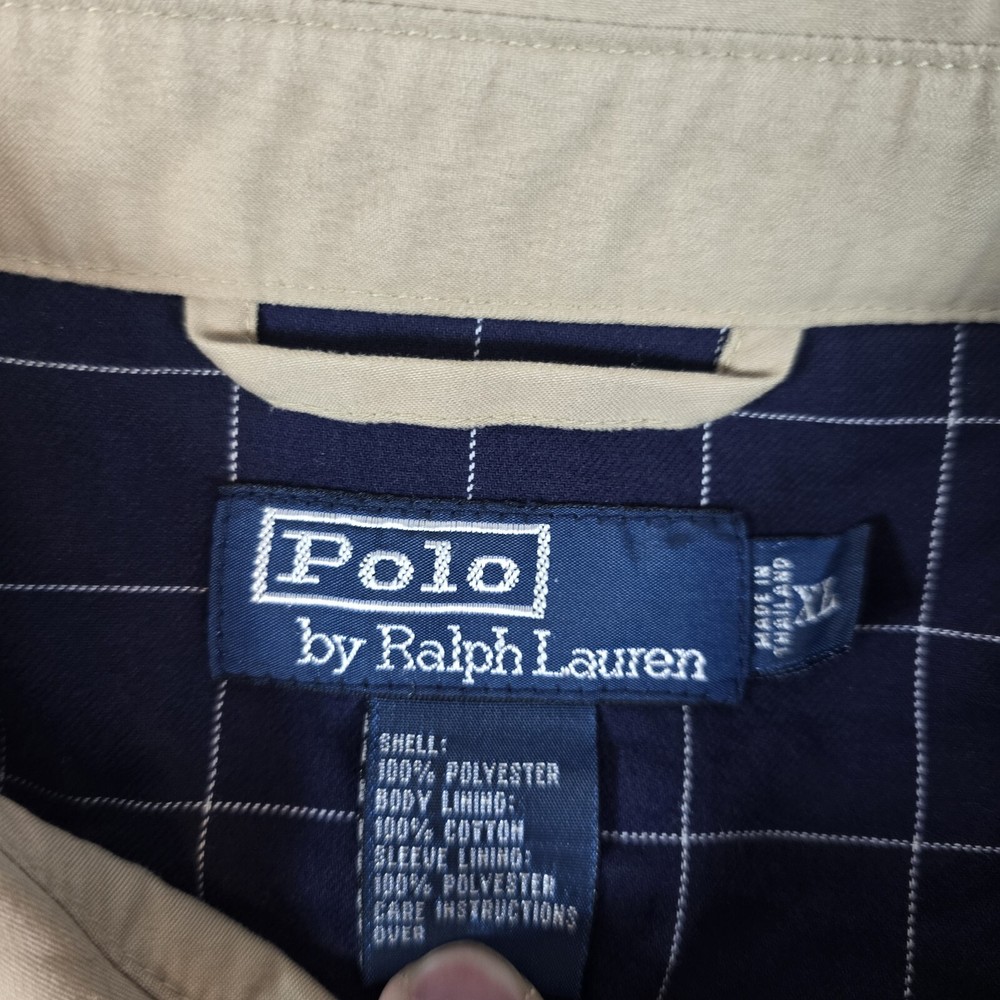 Polo
by Ralph Lauren
MADE IN
THAILAND
XL
SHELL:
100% POLYESTER
BODY LINING:
100% COTTON
SLEEVE LINING:
100% POLYESTER
CARE INSTRUCTIONS
OVER